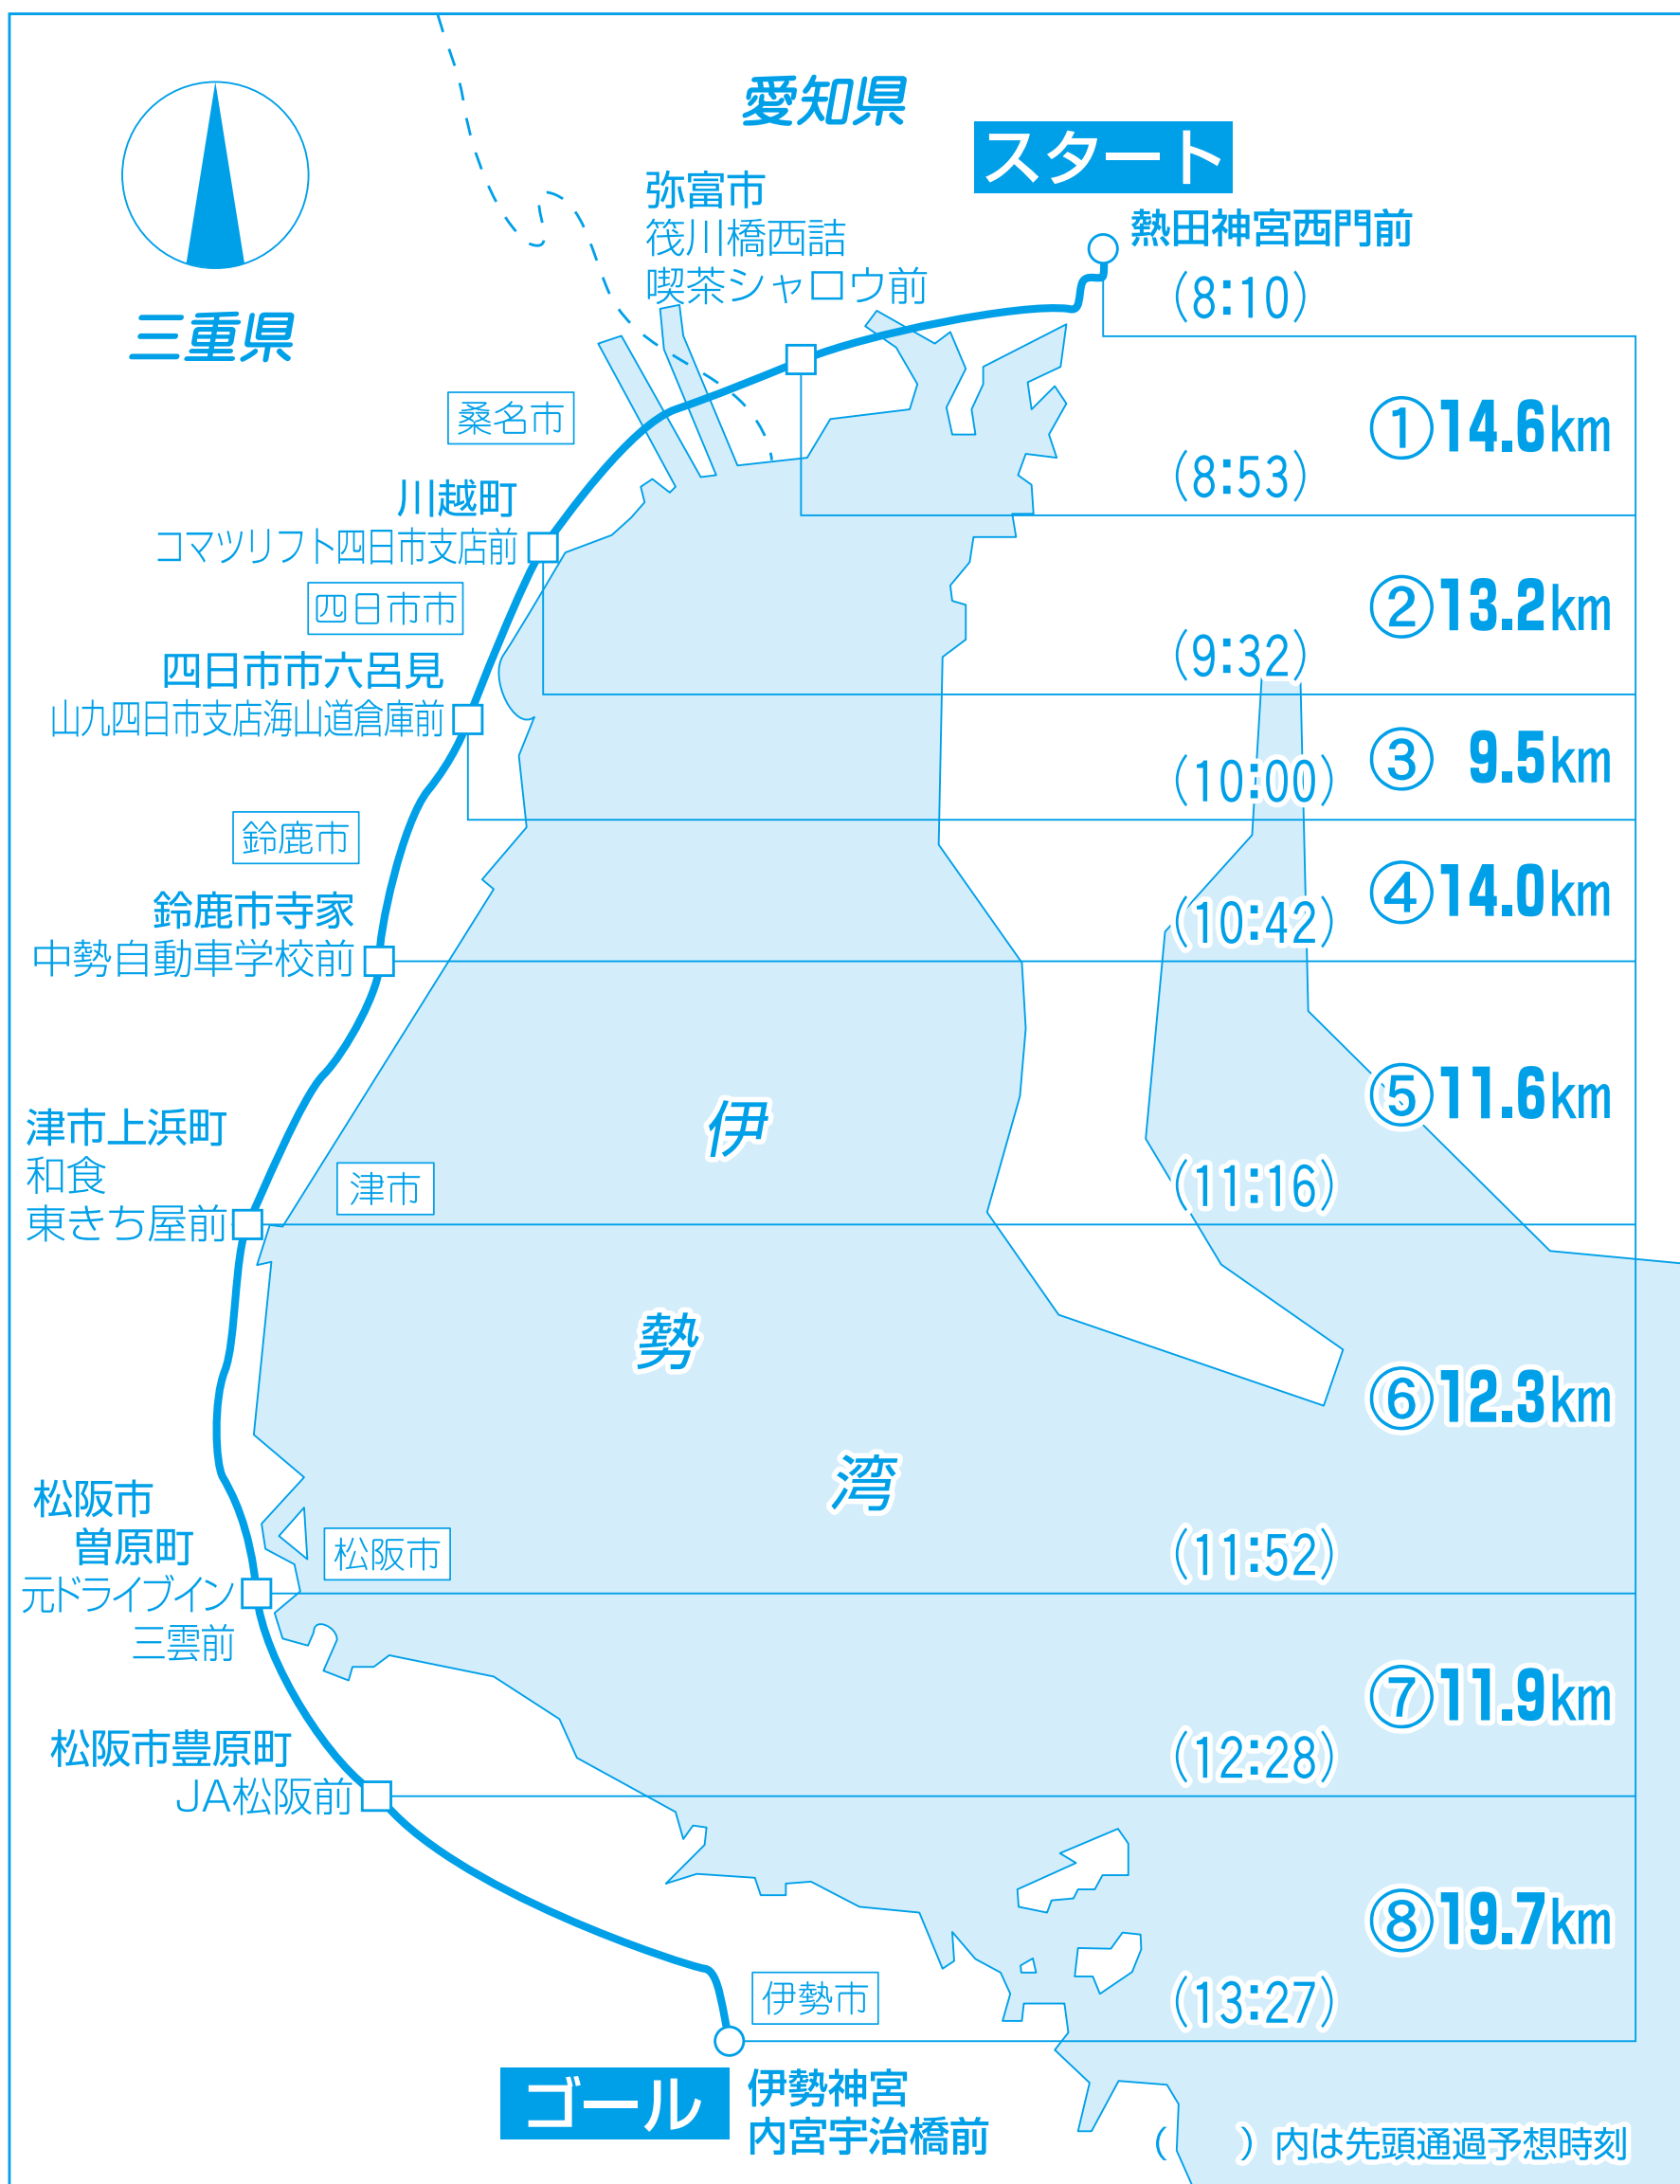 愛知県
スタート
熱田神宮西門前
(8:10)
弥富市
筏川橋西詰
喫茶シャロウ前
三重県
①14.6km
桑名市
(8:53)
川越町
コマツリフト四日市支店前
②13.2km
四日市市
(9:32)
四日市市六呂見
山九四日市支店海山道倉庫前
③ 9.5km
(10:00)
鈴鹿市
④14.0km
鈴鹿市寺家
中勢自動車学校前
(10:42)
⑤11.6km
津市上浜町
和食
東きち屋前
津市
(11:16)
伊
勢
湾
⑥12.3km
松阪市
曽原町
元ドライブイン
三雲前
松阪市
(11:52)
⑦11.9km
松阪市豊原町
JA松阪前
(12:28)
⑧19.7km
伊勢市
(13:27)
ゴール
伊勢神宮
内宮宇治橋前
( )内は先頭通過予想時刻